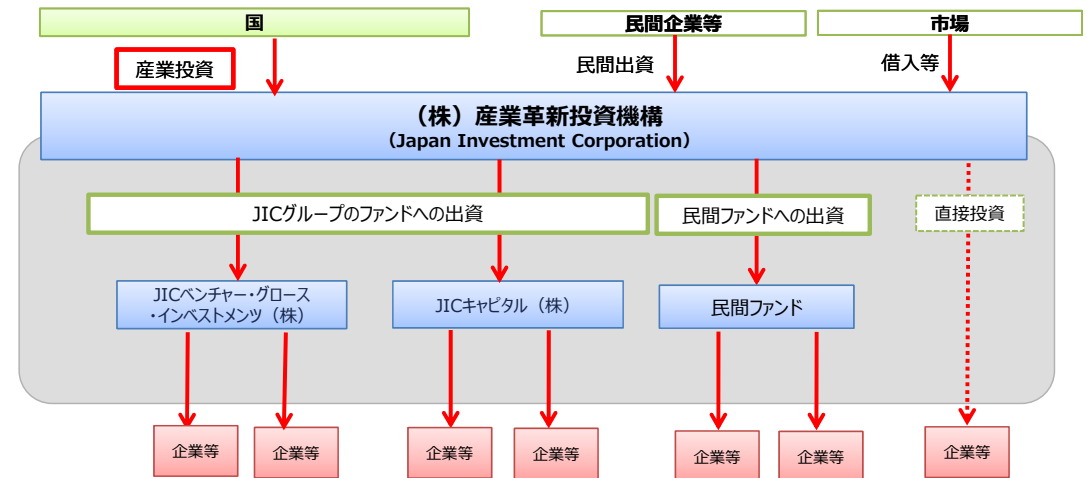 国
民間企業等
市場
産業投資
民間出資
借入等
（株）産業革新投資機構
（Japan Investment Corporation）
JICグループのファンドへの出資
民間ファンドへの出資
直接投資
JICベンチャー・グロース
・インベストメンツ（株）
JICキャピタル（株）
民間ファンド
企業等
企業等
企業等
企業等
企業等
企業等
企業等